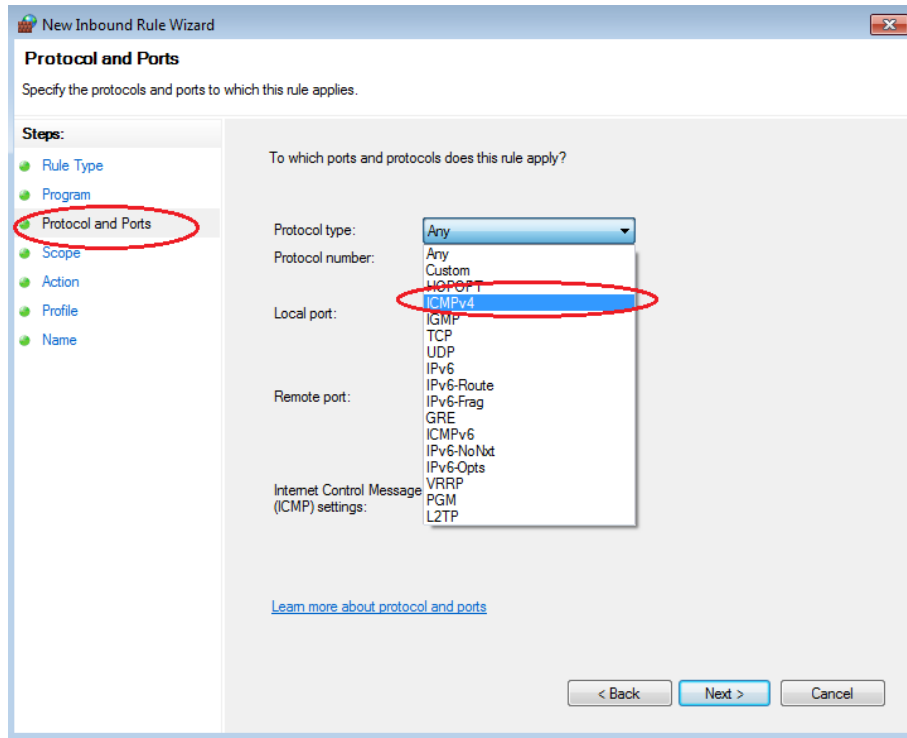 New Inbound Rule Wizard
Protocol and Ports
Specify the protocols and ports to which this rule applies.
Steps:
Rule Type
Program
Protocol and Ports
Scope
Action
Profile
Name
To which ports and protocols does this rule apply?
Protocol type:
Any
Protocol number:
Any
Custom
HOPOPT
ICMPv4
Local port:
IGMP
TCP
UDP
IPv6
IPv6-Route
Remote port:
IPv6-Frag
GRE
ICMPv6
IPv6-NoNxt
IPv6-Opts
Internet Control Message
(ICMP) settings:
VRRP
PGM
L2TP
Learn more about protocol and ports
< Back
Next >
Cancel